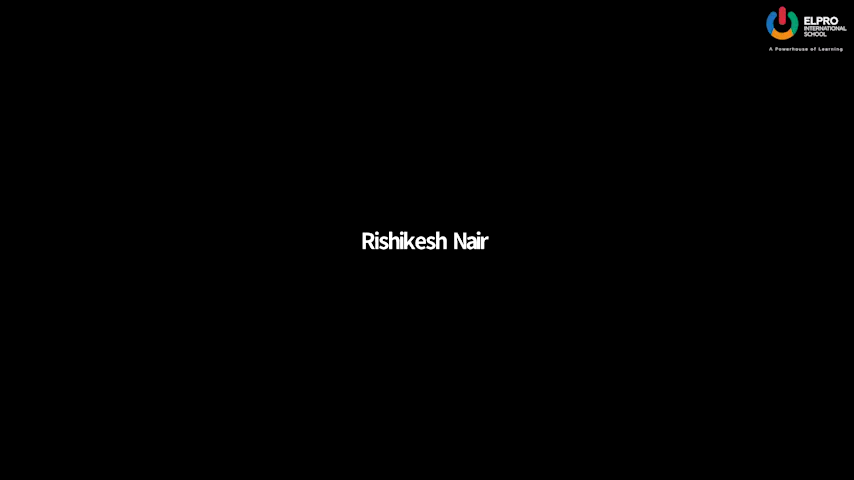 ELPRO
INTERNATIONAL
SCHOOL
A Powerhouse of Learning
Rishikesh Nair